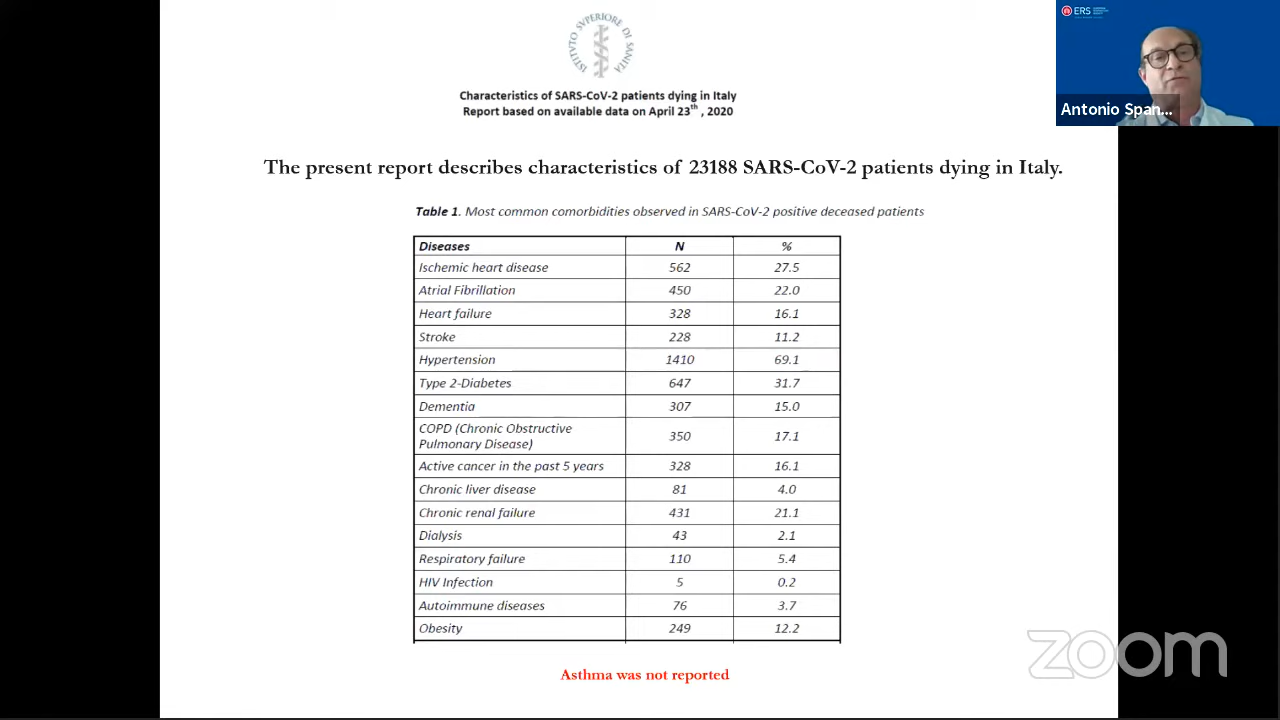 ISTITVTO SVPERIORE DI SANITÀ
Characteristics of SARS-CoV-2 patients dying in Italy
Report based on available data on April 23th , 2020
ERS
Antonio Span...
The present report describes characteristics of 23188 SARS-CoV-2 patients dying in Italy.
Table 1. Most common comorbidities observed in SARS-CoV-2 positive deceased patients
Diseases N %
Ischemic heart disease 562 27.5
Atrial Fibrillation 450 22.0
Heart failure 328 16.1
Stroke 228 11.2
Hypertension 1410 69.1
Type 2-Diabetes 647 31.7
Dementia 307 15.0
COPD (Chronic Obstructive
Pulmonary Disease) 350 17.1
Active cancer in the past 5 years 328 16.1
Chronic liver disease 81 4.0
Chronic renal failure 431 21.1
Dialysis 43 2.1
Respiratory failure 110 5.4
HIV Infection 5 0.2
Autoimmune diseases 76 3.7
Obesity 249 12.2
Asthma was not reported
zoom